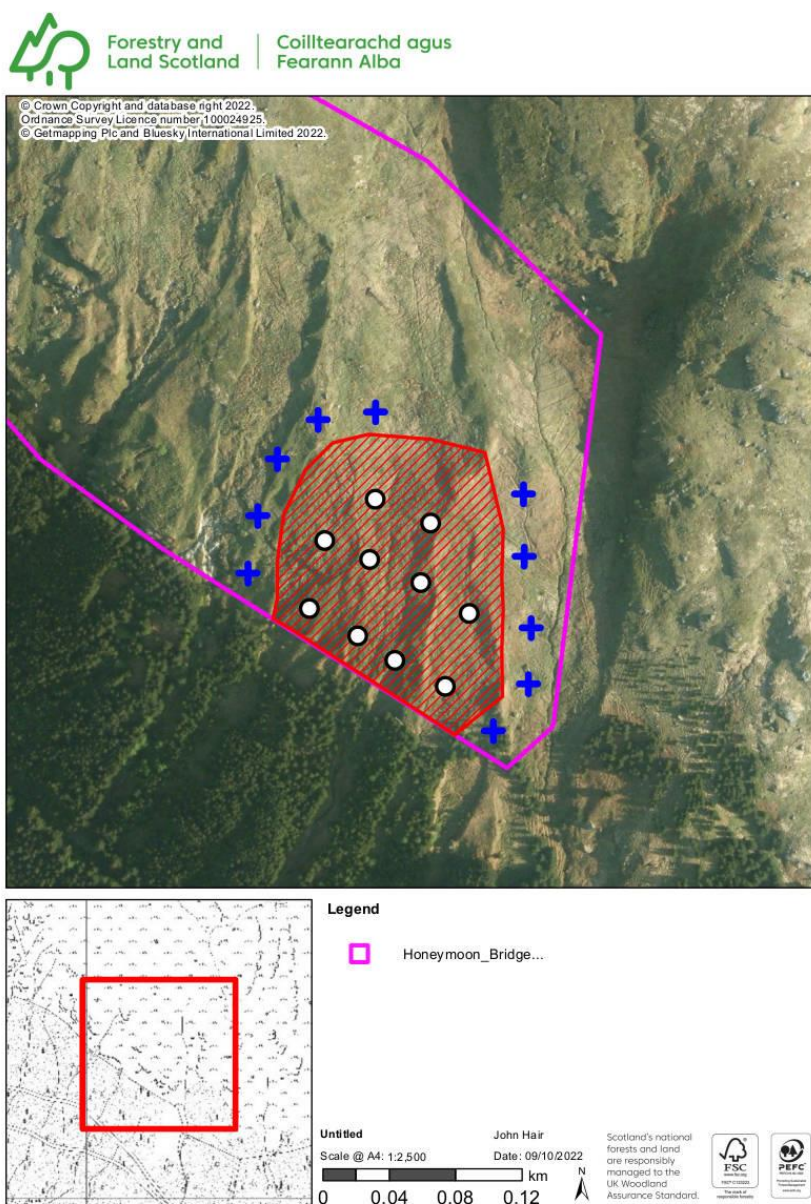 Forestry and
Land Scotland
Coilltearachd agus
Fearann Alba
© Crown Copyright and database right 2022.
Ordnance Survey Licence number 100024925.
© Getmapping Plc and Bluesky International Limited 2022.
Legend
Honeymoon_Bridge...
Untitled
John Hair
Scale @ A4: 1:2,500
Date: 09/10/2022
km
0 0.04 0.08 0.12
N
Scotland's national
forests and land
are responsibly
managed to the
UK Woodland
Assurance Standard.
FSC
PEFC